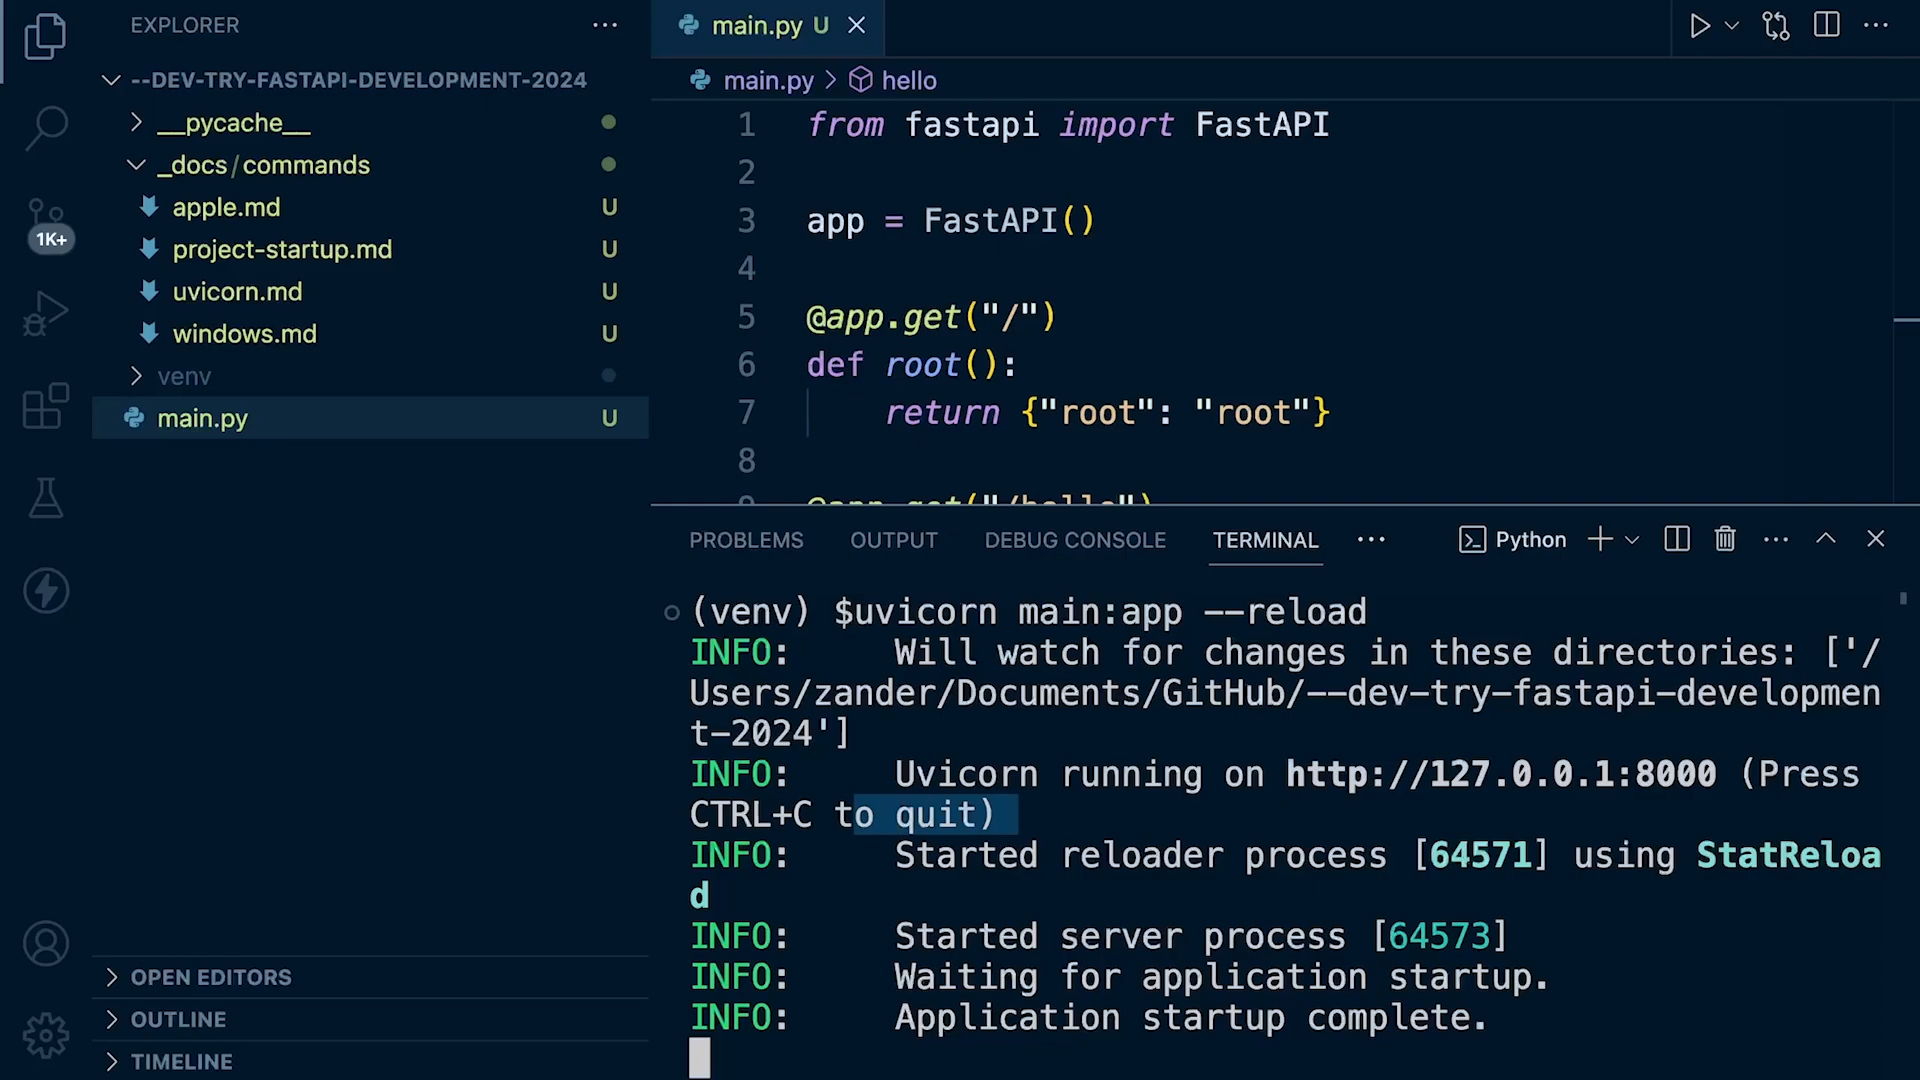 EXPLORER
--DEV-TRY-FASTAPI-DEVELOPMENT-2024
__pycache__
_docs/commands
apple.md U
project-startup.md U
1K+
uvicorn.md U
windows.md U
venv
main.py U
OPEN EDITORS
OUTLINE
TIMELINE
main.py U
main.py > hello
1 from fastapi import FastAPI
2
3 app = FastAPI()
4
5 @app.get("/")
6 def root():
7 return {"root": "root"}
8
9 @app.get("/hello")
PROBLEMS OUTPUT DEBUG CONSOLE TERMINAL Python
(venv) $uvicorn main:app --reload
INFO: Will watch for changes in these directories: ['/
Users/zander/Documents/GitHub/--dev-try-fastapi-developmen
t-2024']
INFO: Uvicorn running on http://127.0.0.1:8000 (Press
CTRL+C to quit)
INFO: Started reloader process [64571] using StatReloa
d
INFO: Started server process [64573]
INFO: Waiting for application startup.
INFO: Application startup complete.